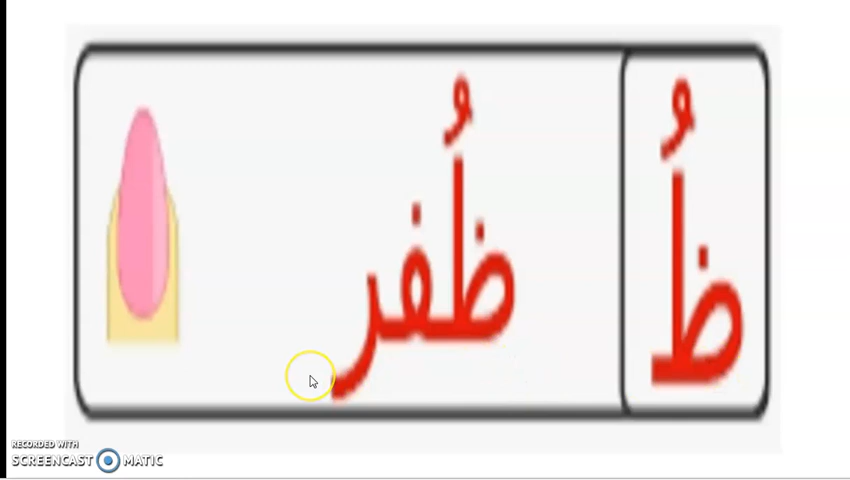 ظُ
ظُفر
RECORDED WITH
SCREENCAST MATIC